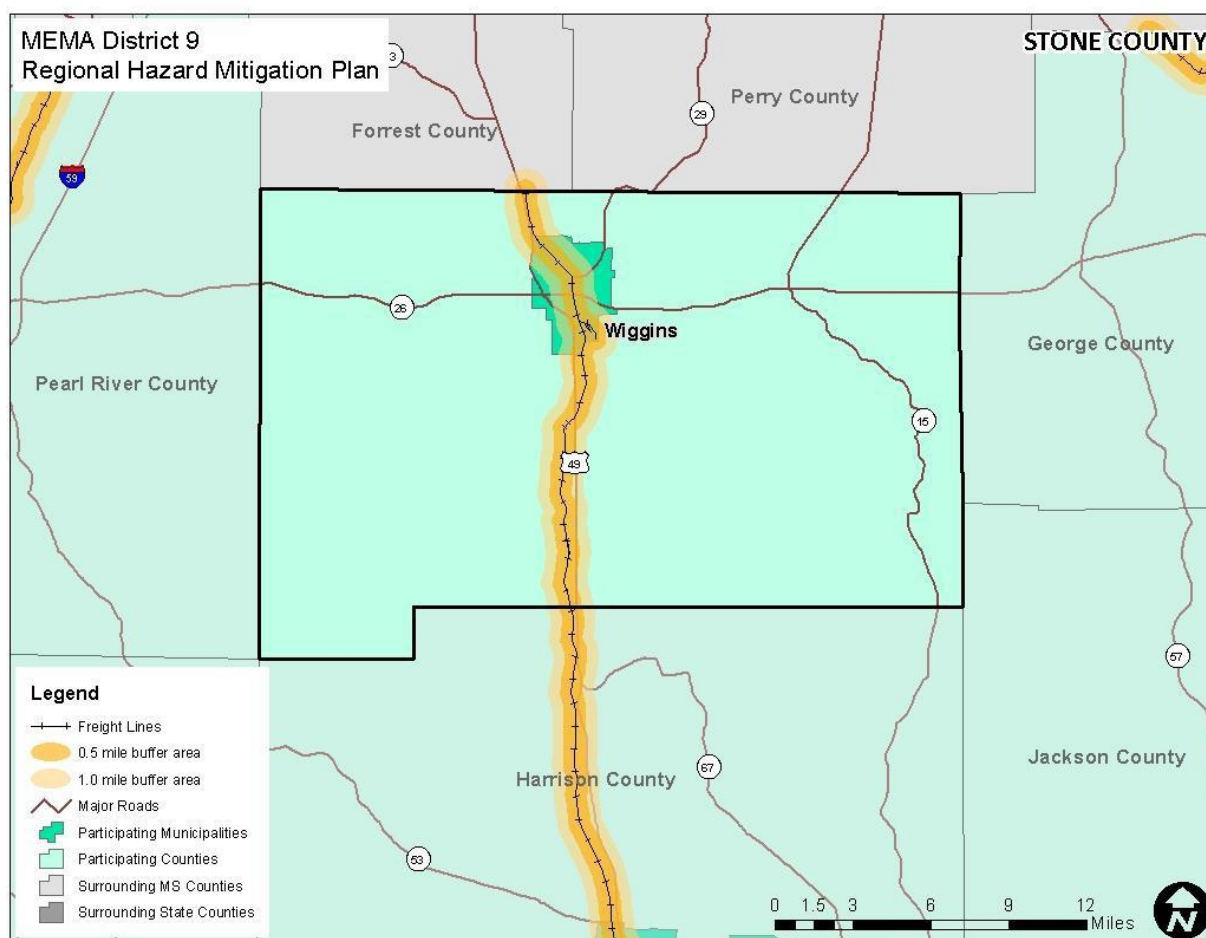 MEMA District 9
Regional Hazard Mitigation Plan
STONE COUNTY
Perry County
Forrest County
29
59
26
Wiggins
George County
Pearl River County
15
49
57
Legend
Freight Lines
0.5 mile buffer area
1.0 mile buffer area
Major Roads
Participating Municipalities
Participating Counties
Surrounding MS Counties
Surrounding State Counties
Harrison County
67
Jackson County
53
0 1.5 3 6 9 12
Miles
N